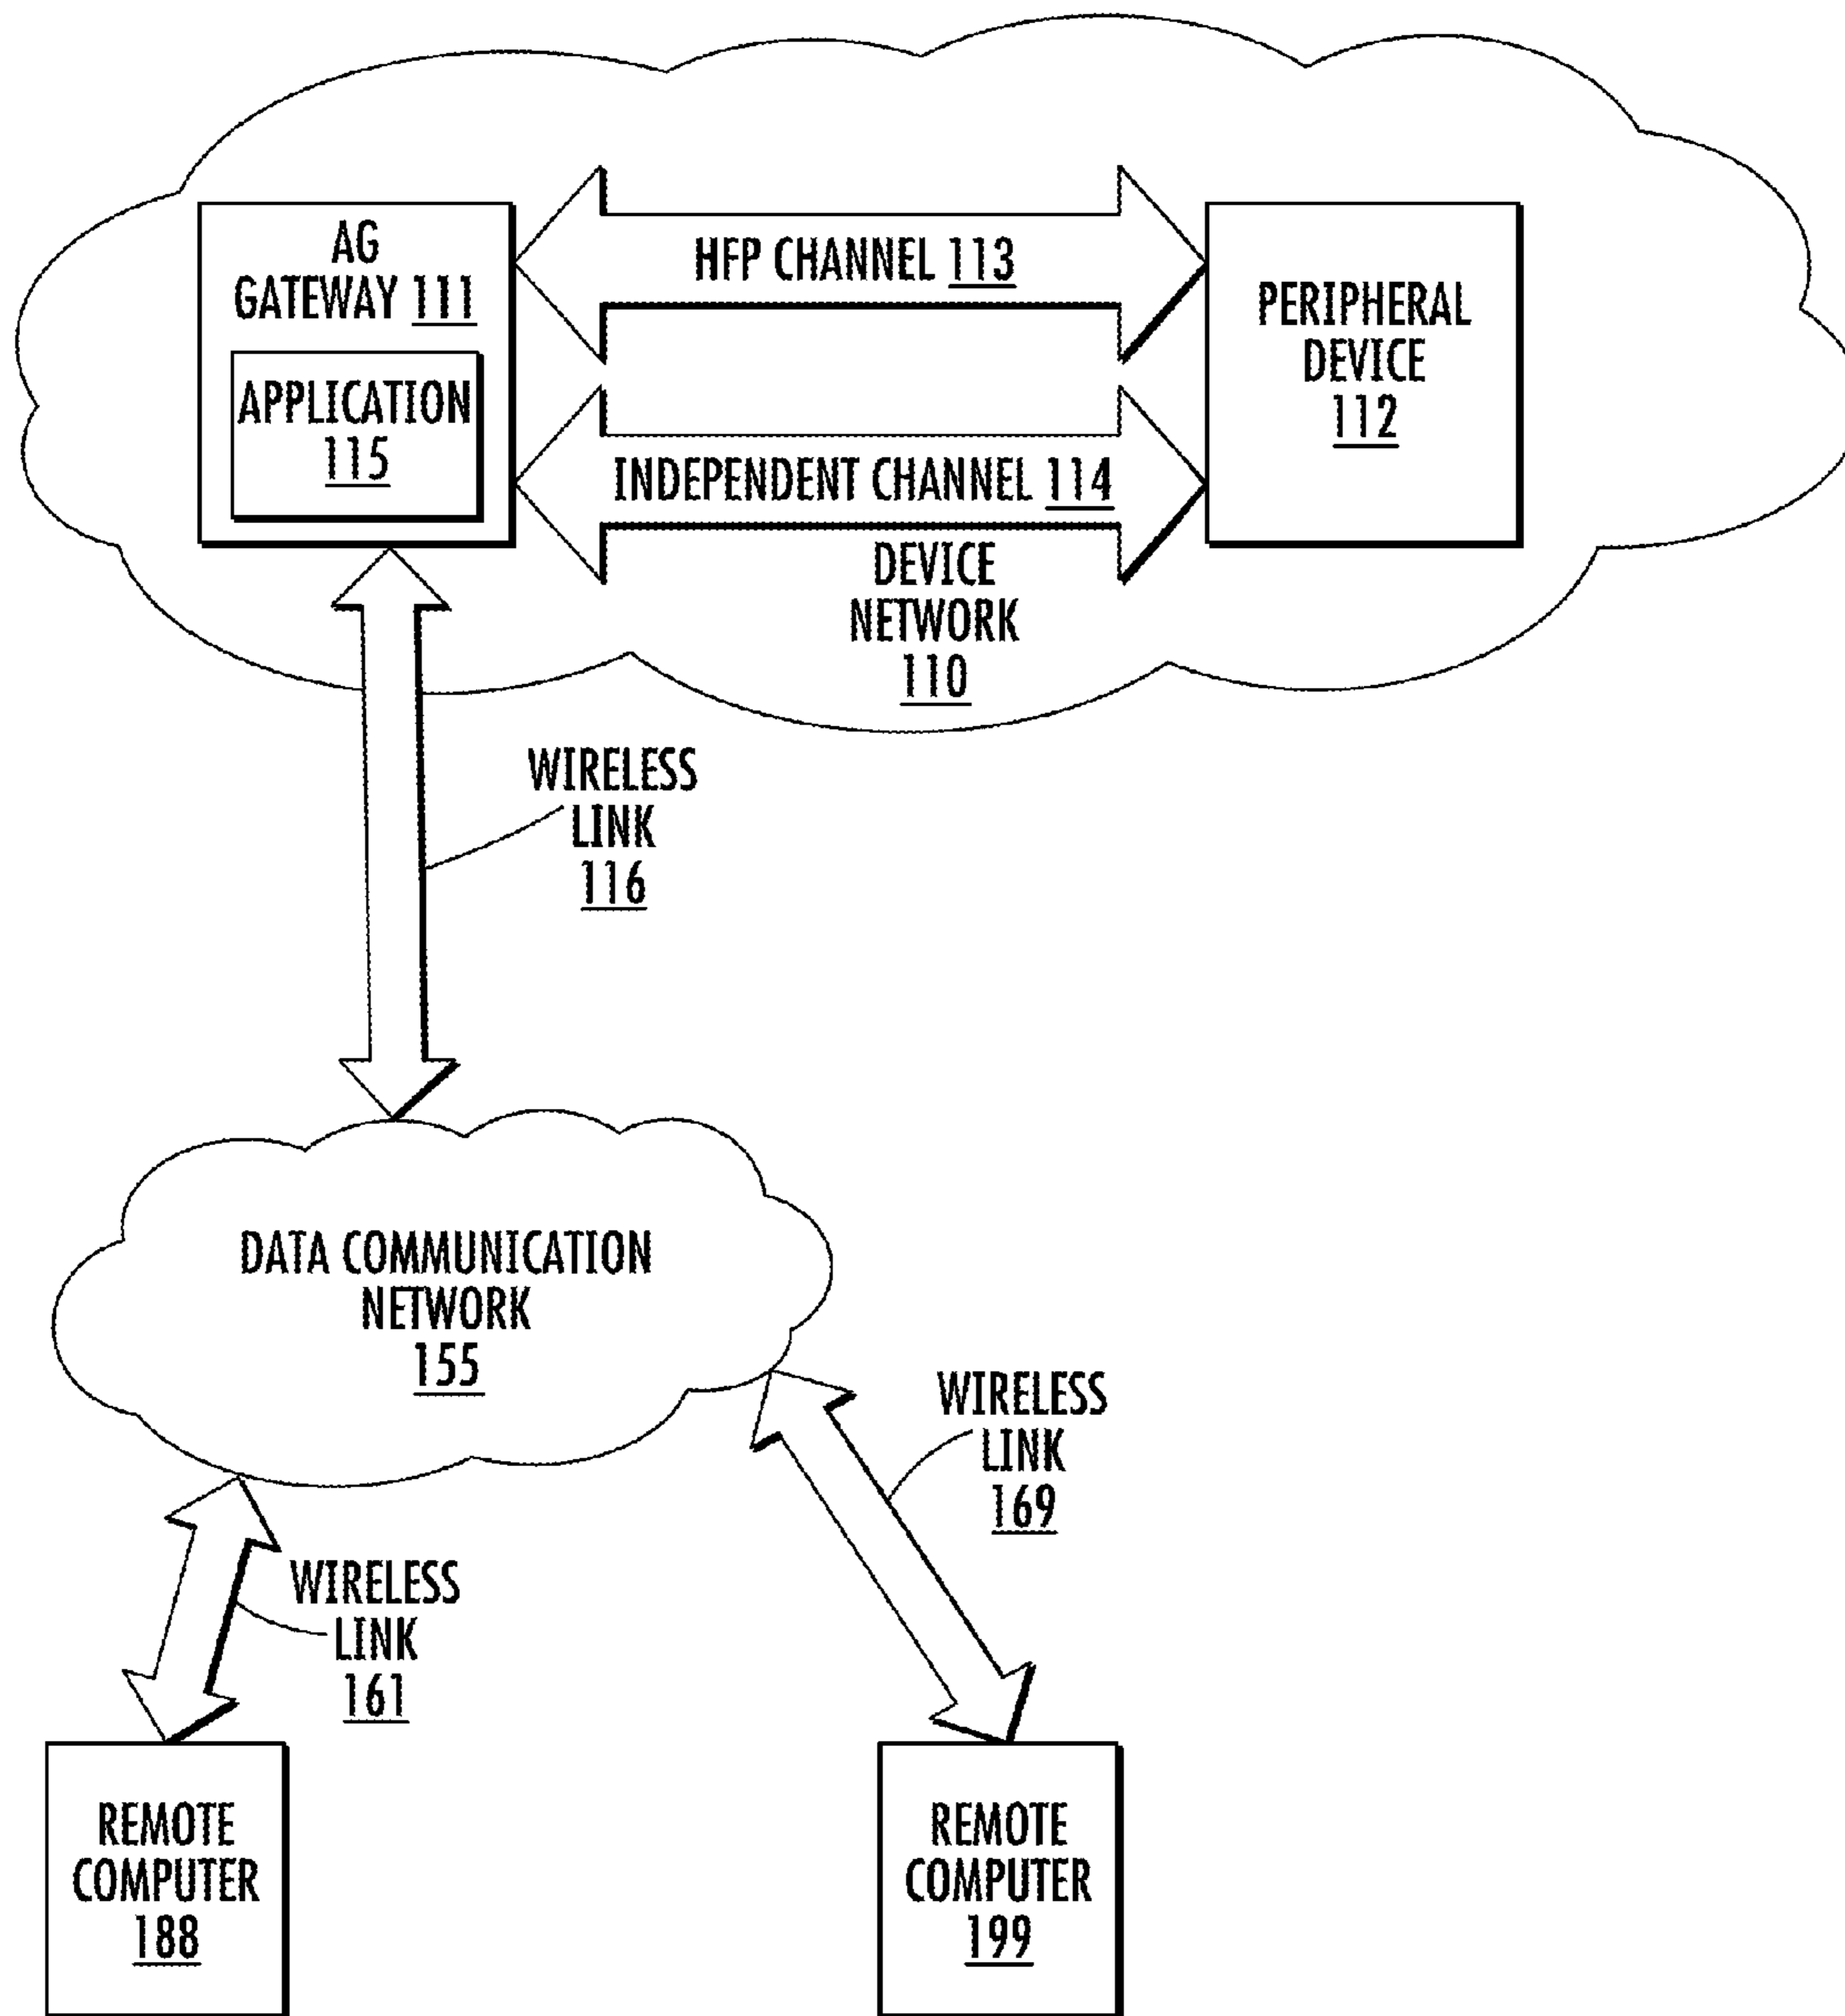 AG
GATEWAY 111
APPLICATION
115
HFP CHANNEL 113
INDEPENDENT CHANNEL 114
PERIPHERAL
DEVICE
112
DEVICE
NETWORK
110
WIRELESS
LINK
116
DATA COMMUNICATION
NETWORK
155
WIRELESS
LINK
169
WIRELESS
LINK
161
REMOTE
COMPUTER
188
REMOTE
COMPUTER
199